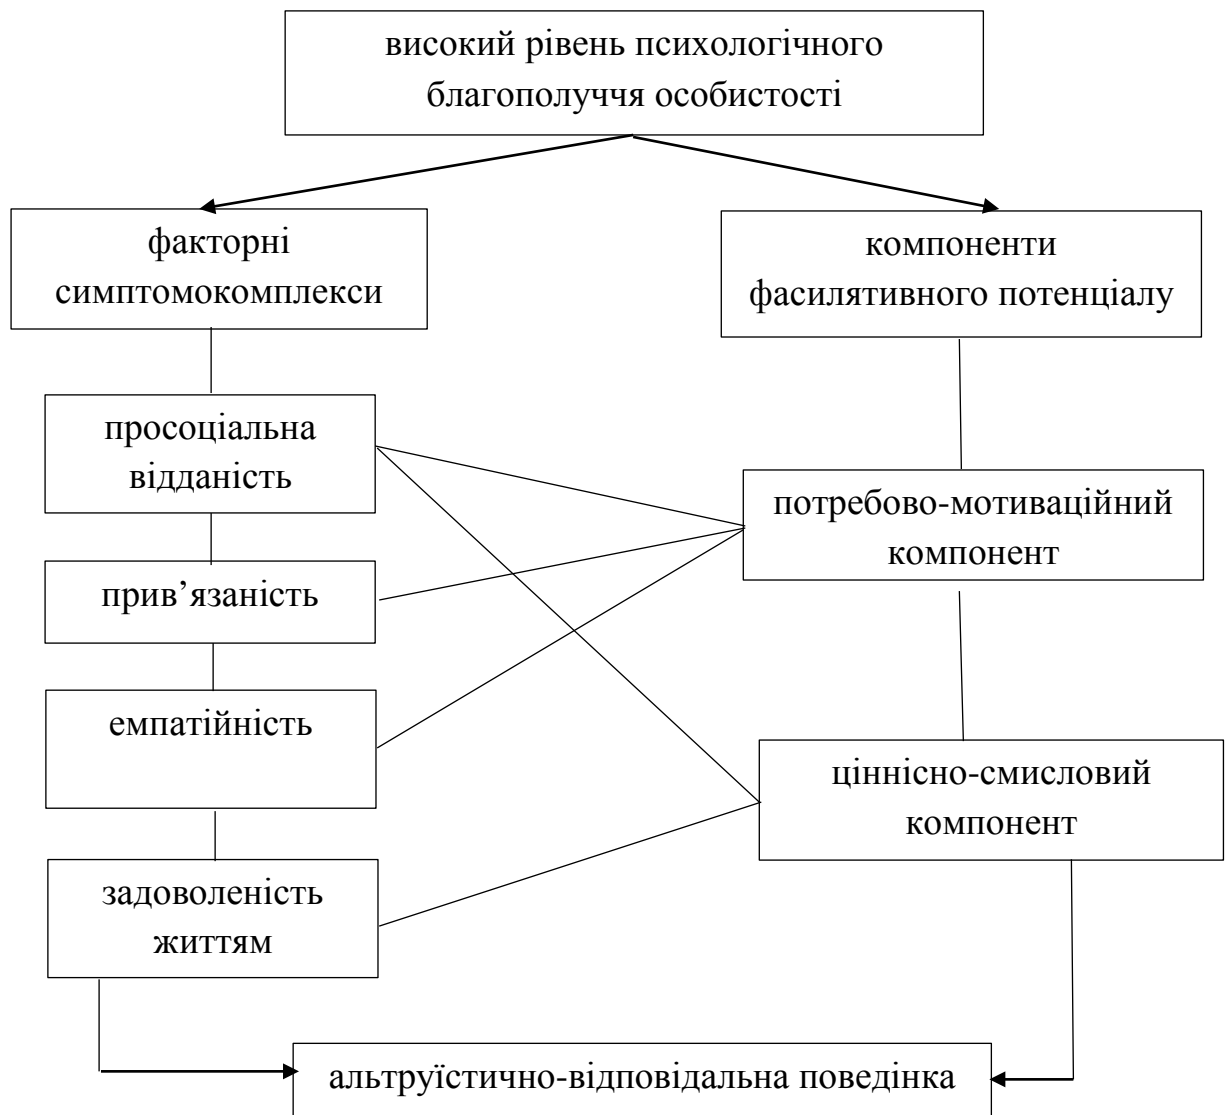 високий рівень психологічного
благополуччя особистості
факторні
симптомокомплекси
компоненти
фасилятивного потенціалу
просоціальна
відданість
потребово-мотиваційний
компонент
прив’язаність
емпатійність
ціннісно-смисловий
компонент
задоволеність
життям
альтруїстично-відповідальна поведінка